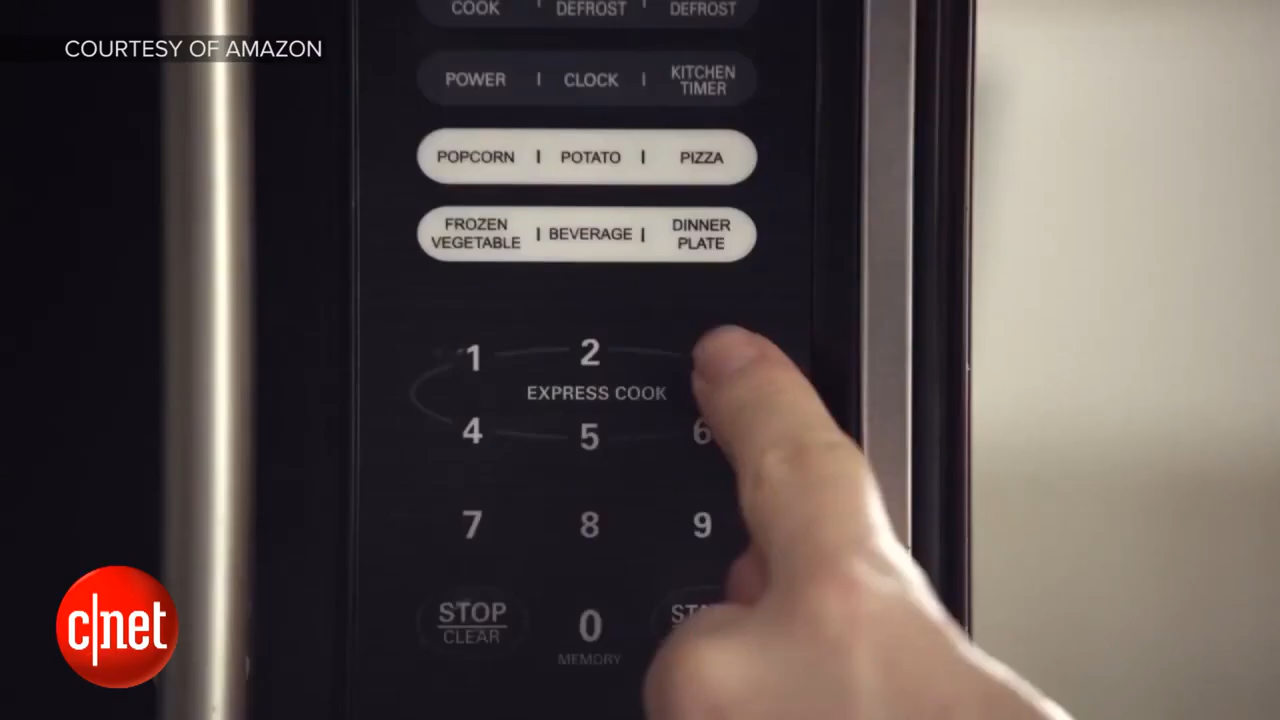 COURTESY OF AMAZON
COOK | DEFROST | DEFROST
POWER | CLOCK | KITCHEN TIMER
POPCORN | POTATO | PIZZA
FROZEN VEGETABLE | BEVERAGE | DINNER PLATE
1 2
EXPRESS COOK
4 5 6
7 8 9
STOP 0
CLEAR
MEMORY
c|net